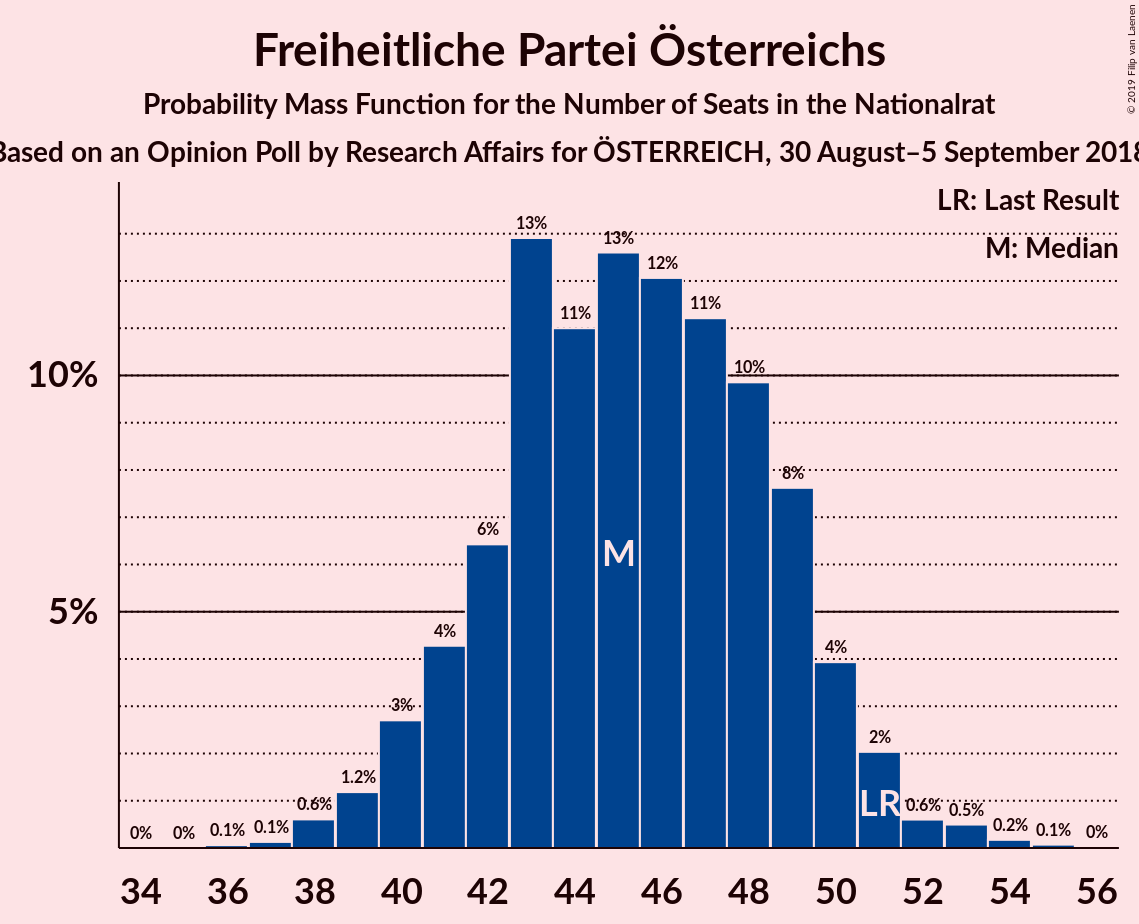 Freiheitliche Partei Österreichs
Probability Mass Function for the Number of Seats in the Nationalrat
Based on an Opinion Poll by Research Affairs for ÖSTERREICH, 30 August–5 September 2018
© 2019 Filip van Laenen
LR: Last Result
M: Median
10%
5%
0%
0%
0.1%
0.1%
0.6%
1.2%
3%
4%
6%
13%
11%
13%
12%
11%
10%
8%
4%
2%
0.6%
0.5%
0.2%
0.1%
0%
M
LR
34 36 38 40 42 44 46 48 50 52 54 56